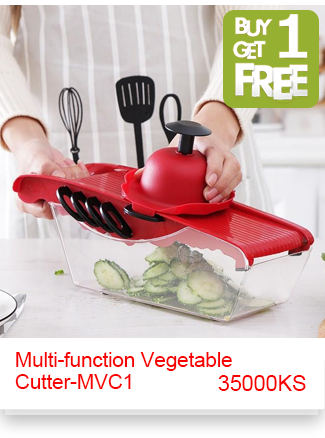 BUY 1
GET
FREE
Multi-function Vegetable
Cutter-MVC1 35000KS